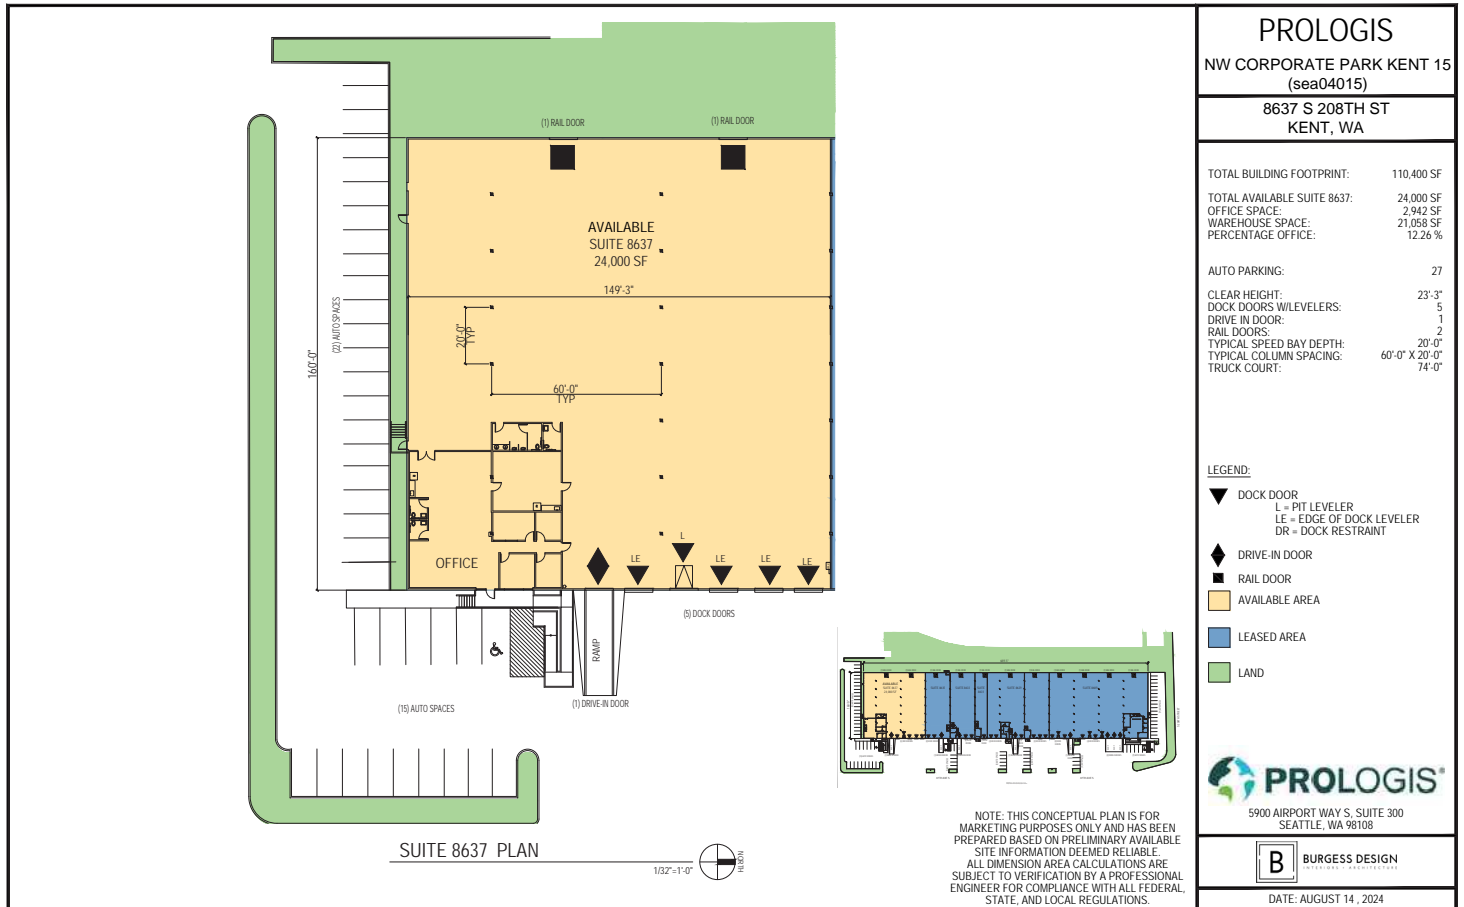 PROLOGIS
NW CORPORATE PARK KENT 15
(sea04015)
8637 S 208TH ST
KENT, WA
TOTAL BUILDING FOOTPRINT: 110,400 SF
TOTAL AVAILABLE SUITE 8637: 24,000 SF
OFFICE SPACE: 2,942 SF
WAREHOUSE SPACE: 21,058 SF
PERCENTAGE OFFICE: 12.26 %
AUTO PARKING: 27
CLEAR HEIGHT: 23'-3"
DOCK DOORS W/LEVELERS: 5
DRIVE IN DOOR: 1
RAIL DOORS: 2
TYPICAL SPEED BAY DEPTH: 20'-0"
TYPICAL COLUMN SPACING: 60'-0" X 20'-0"
TRUCK COURT: 74'-0"
LEGEND:
DOCK DOOR
L = PIT LEVELER
LE = EDGE OF DOCK LEVELER
DR = DOCK RESTRAINT
DRIVE-IN DOOR
RAIL DOOR
AVAILABLE AREA
LEASED AREA
LAND
PROLOGIS®
5900 AIRPORT WAY S, SUITE 300
SEATTLE, WA 98108
B BURGESS DESIGN
INTERIORS + ARCHITECTURE
DATE: AUGUST 14 , 2024
(1) RAIL DOOR
(1) RAIL DOOR
AVAILABLE
SUITE 8637
24,000 SF
149'-3"
20'-0"
TYP
60'-0"
TYP
160'-0"
(22) AUTO SPACES
OFFICE
LE
L
LE
LE
LE
(5) DOCK DOORS
RAMP
(1) DRIVE-IN DOOR
(15) AUTO SPACES
SUITE 8637 PLAN
1/32"=1'-0"
NORTH
NOTE: THIS CONCEPTUAL PLAN IS FOR
MARKETING PURPOSES ONLY AND HAS BEEN
PREPARED BASED ON PRELIMINARY AVAILABLE
SITE INFORMATION DEEMED RELIABLE.
ALL DIMENSION AREA CALCULATIONS ARE
SUBJECT TO VERIFICATION BY A PROFESSIONAL
ENGINEER FOR COMPLIANCE WITH ALL FEDERAL,
STATE, AND LOCAL REGULATIONS.